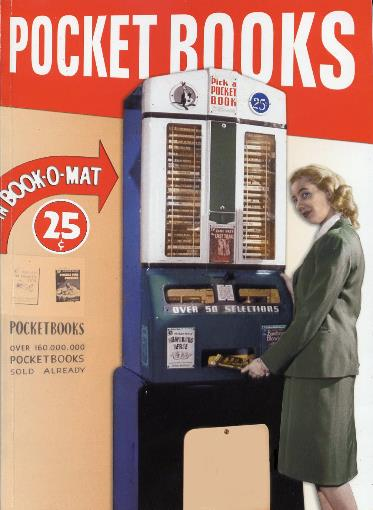 POCKET BOOKS
Pick a
POCKET
BOOK
25
BOOK-O-MAT
25
¢
OVER 50 SELECTIONS
POCKETBOOKS
OVER 160.000.000
POCKETBOOKS
SOLD ALREADY